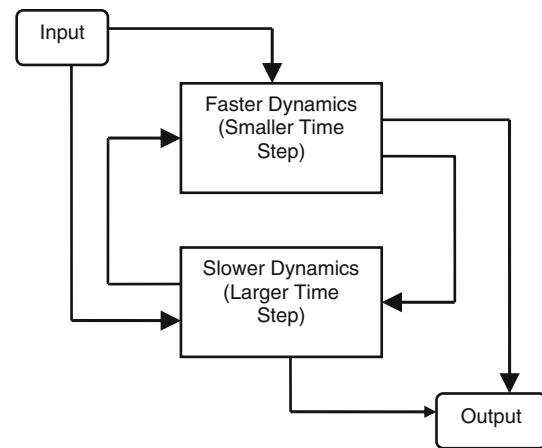 Input
Faster Dynamics
(Smaller Time
Step)
Slower Dynamics
(Larger Time
Step)
Output